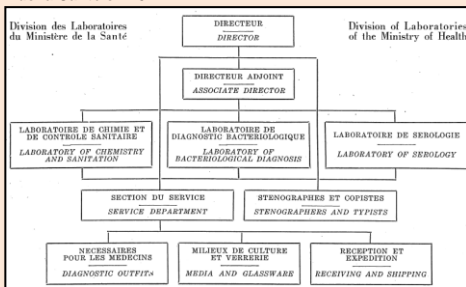 Division des Laboratoires
du Ministère de la Santé
Division of Laboratories
of the Ministry of Health
DIRECTEUR
DIRECTOR
DIRECTEUR ADJOINT
ASSOCIATE DIRECTOR
LABORATOIRE DE CHIMIE ET
DE CONTROLE SANITAIRE
LABORATORY OF CHEMISTRY
AND SANITATION
LABORATOIRE DE
DIAGNOSTIC BACTERIOLOGIQUE
LABORATORY OF
BACTERIOLOGICAL DIAGNOSIS
LABORATOIRE DE SEROLOGIE
LABORATORY OF SEROLOGY
SECTION DU SERVICE
SERVICE DEPARTMENT
STENOGRAPHES ET COPISTES
STENOGRAPHERS AND TYPISTS
NECESSAIRES
POUR LES MEDECINS
DIAGNOSTIC OUTFITS
MILIEUX DE CULTURE
ET VERRERIE
MEDIA AND GLASSWARE
RECEPTION ET
EXPEDITION
RECEIVING AND SHIPPING